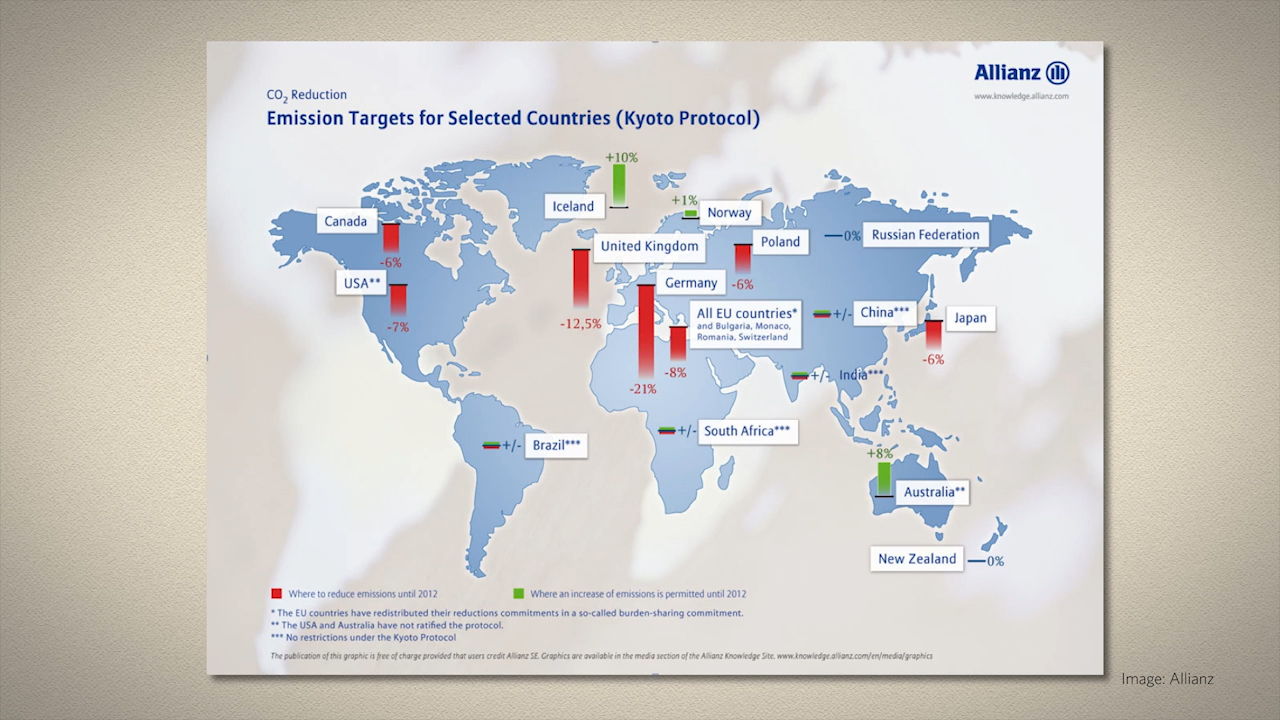 Allianz
www.knowledge.allianz.com
CO2 Reduction
Emission Targets for Selected Countries (Kyoto Protocol)
+10%
Iceland
+1%
Norway
Canada
-6%
United Kingdom
-12,5%
Poland
-6%
0% Russian Federation
USA**
-7%
Germany
-21%
All EU countries*
and Bulgaria, Monaco,
Romania, Switzerland
-8%
+/- China***
Japan
-6%
+/- India***
+/- South Africa***
+/- Brazil***
+8%
Australia**
New Zealand 0%
Where to reduce emissions until 2012
Where an increase of emissions is permitted until 2012
* The EU countries have redistributed their reductions commitments in a so-called burden-sharing commitment.
** The USA and Australia have not ratified the protocol.
*** No restrictions under the Kyoto Protocol
The publication of this graphic is free of charge provided that users credit Allianz SE. Graphics are available in the media section of the Allianz Knowledge Site. www.knowledge.allianz.com/en/media/graphics
Image: Allianz